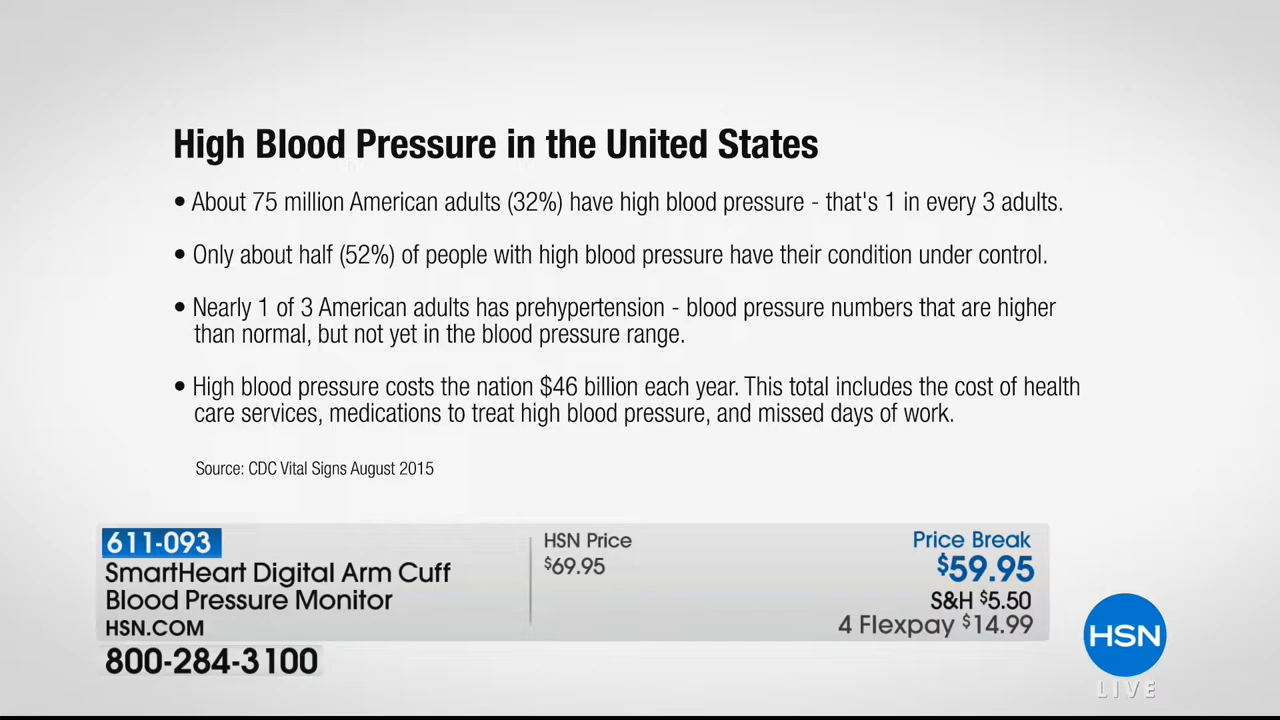 High Blood Pressure in the United States
• About 75 million American adults (32%) have high blood pressure - that's 1 in every 3 adults.
• Only about half (52%) of people with high blood pressure have their condition under control.
• Nearly 1 of 3 American adults has prehypertension - blood pressure numbers that are higher
than normal, but not yet in the blood pressure range.
• High blood pressure costs the nation $46 billion each year. This total includes the cost of health
care services, medications to treat high blood pressure, and missed days of work.
Source: CDC Vital Signs August 2015
611-093
SmartHeart Digital Arm Cuff
Blood Pressure Monitor
HSN.COM
800-284-3100
HSN Price
$69.95
Price Break
$59.95
S&H $5.50
4 Flexpay $14.99
HSN
LIVE